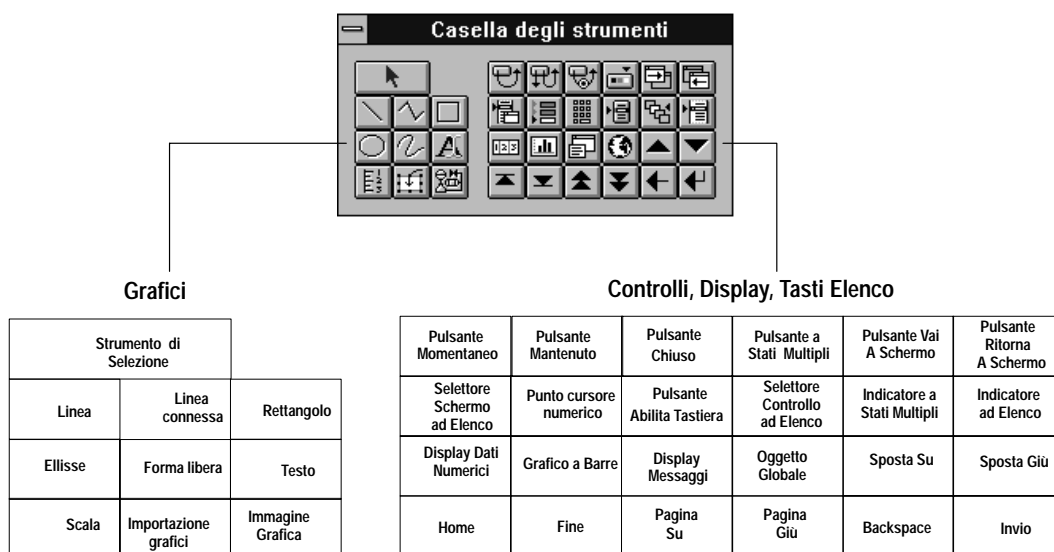 Casella degli strumenti
Grafici
Controlli, Display, Tasti Elenco
Strumento di
Selezione
Linea
Linea
connessa
Rettangolo
Ellisse
Forma libera
Testo
Scala
Importazione
grafici
Immagine
Grafica
Pulsante
Momentaneo
Pulsante
Mantenuto
Pulsante
Chiuso
Pulsante a
Stati Multipli
Pulsante Vai
A Schermo
Pulsante
Ritorna
A Schermo
Selettore
Schermo
ad Elenco
Punto cursore
numerico
Pulsante
Abilita Tastiera
Selettore
Controllo
ad Elenco
Indicatore a
Stati Multipli
Indicatore
ad Elenco
Display Dati
Numerici
Grafico a Barre
Display
Messaggi
Oggetto
Globale
Sposta Su
Sposta Giù
Home
Fine
Pagina
Su
Pagina
Giù
Backspace
Invio